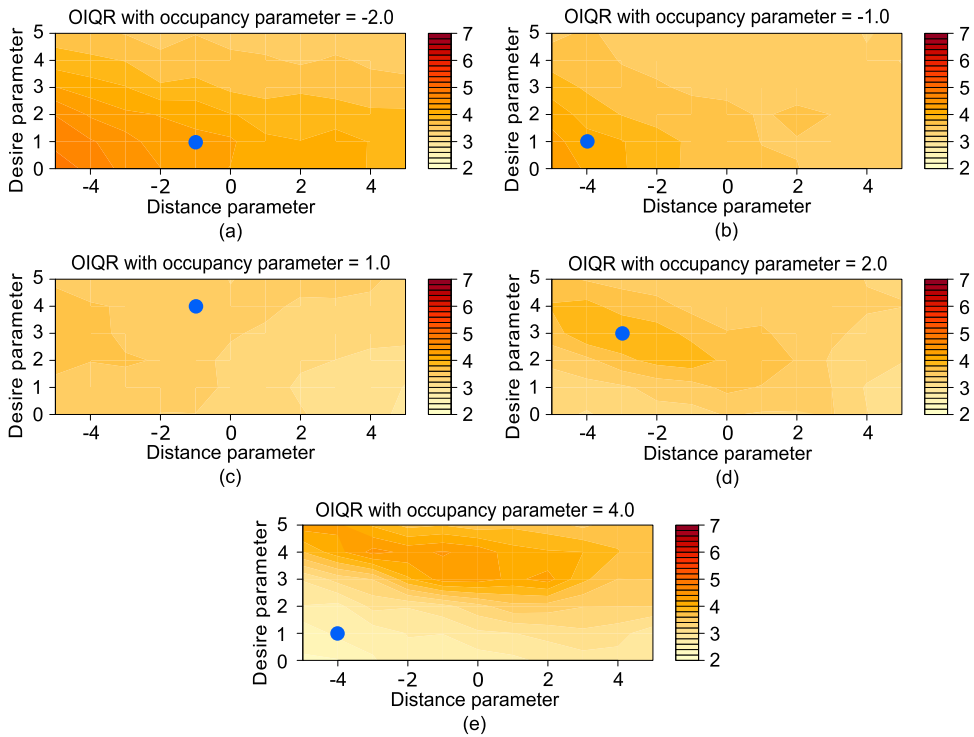 OIQR with occupancy parameter = -2.0
Desire parameter
5
4
3
2
1
0
-4 -2 0 2 4
Distance parameter
7
6
5
4
3
2
(a)
OIQR with occupancy parameter = -1.0
Desire parameter
5
4
3
2
1
0
-4 -2 0 2 4
Distance parameter
7
6
5
4
3
2
(b)
OIQR with occupancy parameter = 1.0
Desire parameter
5
4
3
2
1
0
-4 -2 0 2 4
Distance parameter
7
6
5
4
3
2
(c)
OIQR with occupancy parameter = 2.0
Desire parameter
5
4
3
2
1
0
-4 -2 0 2 4
Distance parameter
7
6
5
4
3
2
(d)
OIQR with occupancy parameter = 4.0
Desire parameter
5
4
3
2
1
0
-4 -2 0 2 4
Distance parameter
7
6
5
4
3
2
(e)